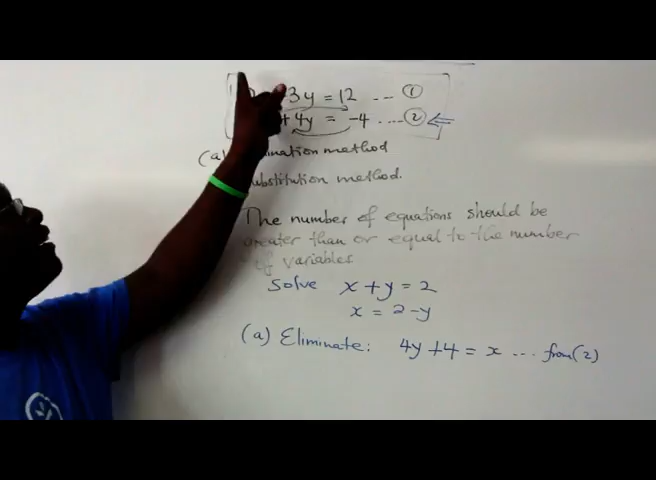 3y = 12 -- ①
+ 4y = -4 .... ②
(a) mination method
ubstitution method.
The number of equations should be
greater than or equal to the number
of variables
Solve x + y = 2
x = 2 - y
(a) Eliminate: 4y + 4 = x ... from (2)